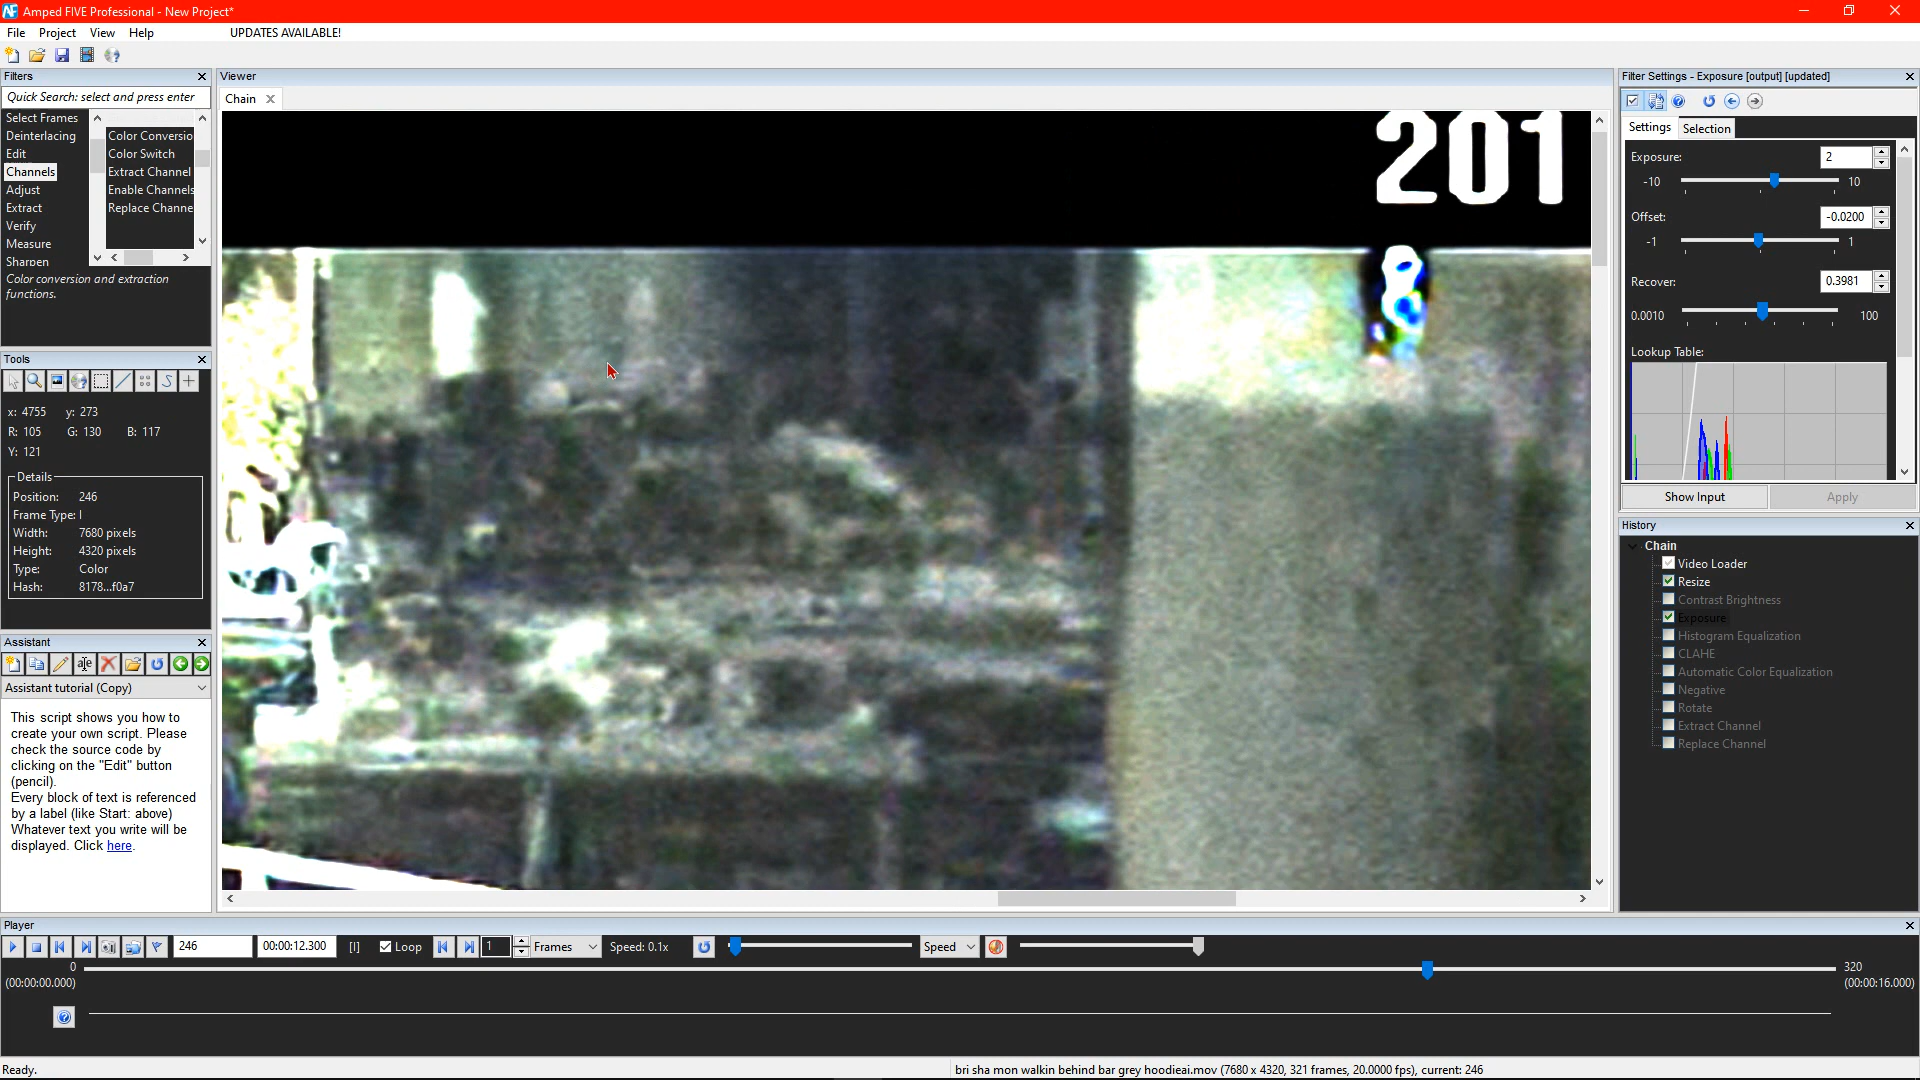 Amped FIVE Professional - New Project*
File Project View Help UPDATES AVAILABLE!
Filters
Quick Search: select and press enter
Select Frames
Deinterlacing
Edit
Channels
Adjust
Extract
Verify
Measure
Sharpen
Color Conversio
Color Switch
Extract Channel
Enable Channels
Replace Channe
Color conversion and extraction
functions.
Tools
x: 4755 y: 273
R: 105 G: 130 B: 117
Y: 121
Details
Position: 246
Frame Type: I
Width: 7680 pixels
Height: 4320 pixels
Type: Color
Hash: 8178...f0a7
Assistant
Assistant tutorial (Copy)
This script shows you how to
create your own script. Please
check the source code by
clicking on the "Edit" button
(pencil).
Every block of text is referenced
by a label (like Start: above)
Whatever text you write will be
displayed. Click here.
Viewer
Chain
201
Filter Settings - Exposure [output] [updated]
Settings Selection
Exposure: 2
-10 10
Offset: -0.0200
-1 1
Recover: 0.3981
0.0010 100
Lookup Table:
Show Input Apply
History
Chain
Video Loader
Resize
Contrast Brightness
Exposure
Histogram Equalization
CLAHE
Automatic Color Equalization
Negative
Rotate
Extract Channel
Replace Channel
Player
246 00:00:12.300 [I] Loop 1 Frames Speed: 0.1x Speed
0 320
(00:00:00.000) (00:00:16.000)
Ready. bri sha mon walkin behind bar grey hoodieai.mov (7680 x 4320, 321 frames, 20.0000 fps), current: 246